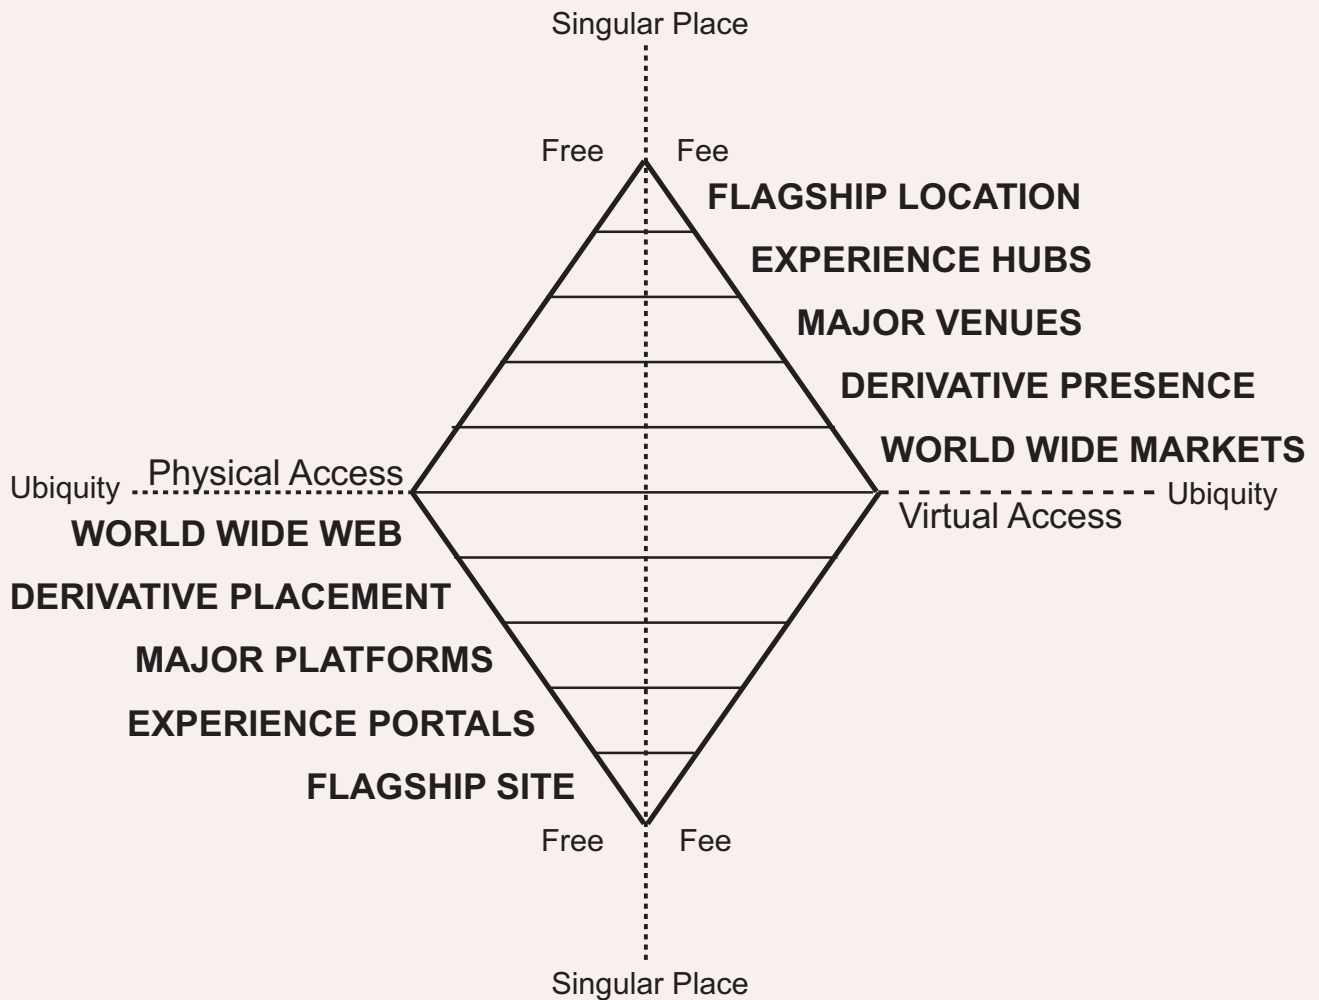 Singular Place
Free Fee
FLAGSHIP LOCATION
EXPERIENCE HUBS
MAJOR VENUES
DERIVATIVE PRESENCE
WORLD WIDE MARKETS
Physical Access
Ubiquity
Ubiquity
Virtual Access
WORLD WIDE WEB
DERIVATIVE PLACEMENT
MAJOR PLATFORMS
EXPERIENCE PORTALS
FLAGSHIP SITE
Free Fee
Singular Place